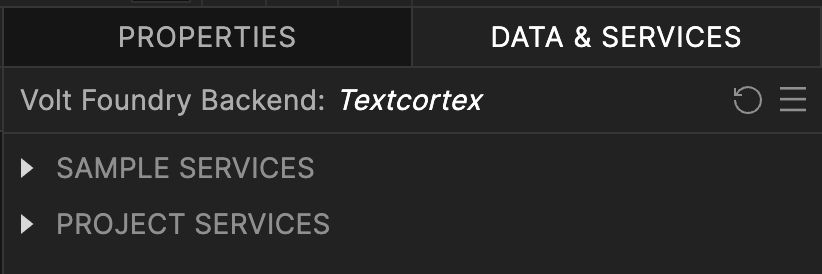 PROPERTIES
DATA & SERVICES
Volt Foundry Backend: Textcortex
SAMPLE SERVICES
PROJECT SERVICES